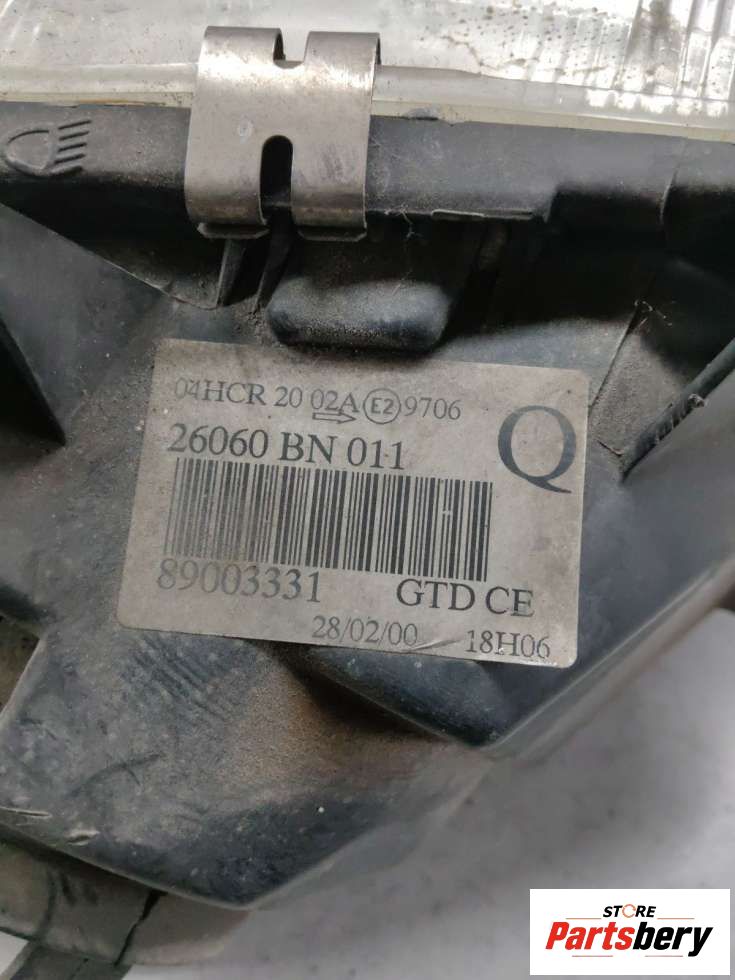 04HCR 20 02A E2 9706
26060 BN 011
Q
89003331 GTD CE
28/02/00 18H06
STORE
Partsbery